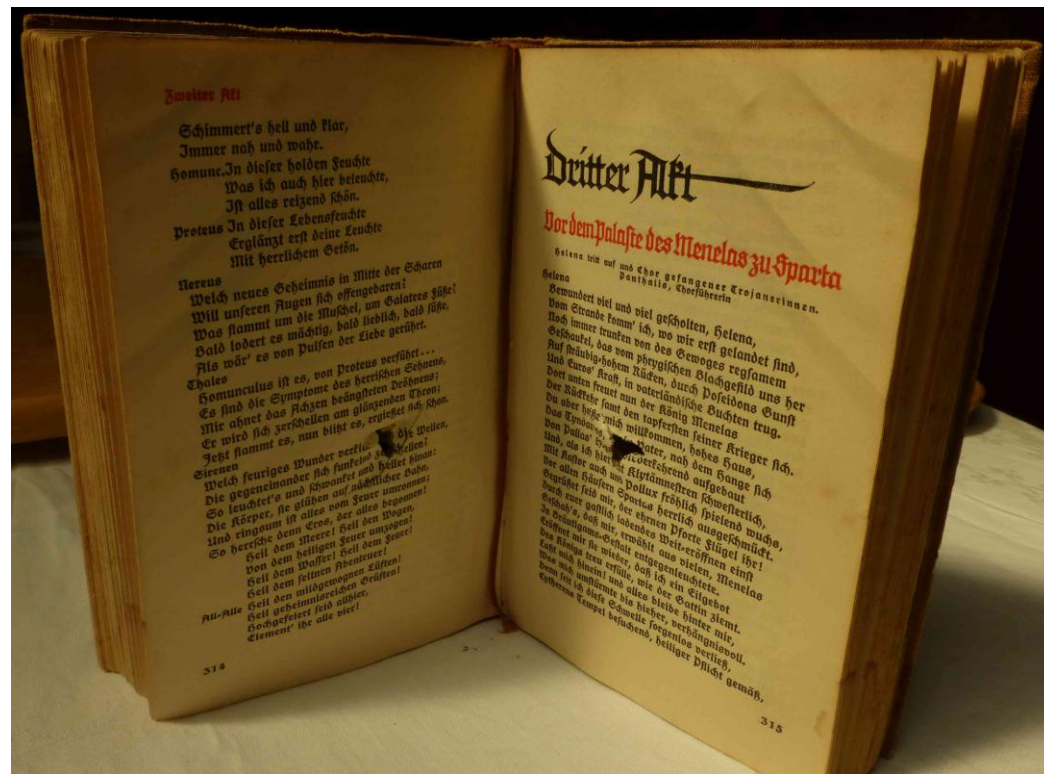 Zweiter Akt
Schimmert's hell und klar,
Immer nah und wahr.
Homunc. In dieser holden Feuchte
Was ich auch hier beleuchte,
Ist alles reizend schön.
Proteus In dieser Lebensfeuchte
Erglänzt erst deine Leuchte
Mit herrlichem Getön.
Nereus
Welch neues Geheimnis in Mitte der Scharen
Will unseren Augen sich offengebaren?
Was flammt um die Muschel, um Galatees Füße?
Bald lodert es mächtig, bald lieblich, bald süße,
Als wär' es von Pulsen der Liebe gerührt.
Thales
Homunculus ist es, von Proteus verführt...
Es sind die Symptome des herrischen Sehnens,
Mir ahnet das Ächzen beängsteten Dröhnens;
Er wird sich zerschellen am glänzenden Thron;
Jetzt flammt es, nun blitzt es, ergießet sich schon.
Sirenen
Welch feuriges Wunder die Wellen,
Die gegeneinander sich funkelnd zerschellen?
So leuchtet's und schwanket und hellet hinan:
Die Körper, sie glühen auf nächtlicher Bahn,
Und ringsum ist alles vom Feuer umronnen;
So herrsche denn Eros, der alles begonnen!
Heil dem Meere! Heil den Wogen,
Von dem heiligen Feuer umzogen!
Heil dem Wasser! Heil dem Feuer!
Heil dem seltnen Abenteuer!
All-Alle Heil den mildgewognen Lüften!
Heil geheimnisreichen Grüften!
Hochgefeiert seid allhier,
Element' ihr alle vier!
314
Dritter Akt
Vor dem Palaste des Menelas zu Sparta
Helena tritt auf und Chor gefangener Trojanerinnen.
Panthalis, Chorführerin
Helena
Bewundert viel und viel gescholten, Helena,
Vom Strande komm' ich, wo wir erst gelandet sind,
Noch immer trunken von des Gewoges regsamem
Geschaukel, das vom phrygischen Blachgefild uns her
Auf sträubig-hohem Rücken, durch Poseidons Gunst
Und Euros' Kraft, in vaterländische Buchten trug.
Dort unten freuet nun der König Menelas
Der Rückkehr samt den tapfersten seiner Krieger sich.
Du aber heiße mich willkommen, hohes Haus,
Das Vater, nah dem Hange sich
Von Pallas' wiederkehrend aufgebaut
Und, als ich hier mit Klytämnestren schwesterlich,
Mit Kastor auch und Pollux fröhlich spielend wuchs,
Vor allen Häusern Spartas herrlich ausgeschmückt.
Gegrüßet seid mir, der ehrnen Pforte Flügel ihr!
Durch euer gastlich ladendes Weit-eröffnen einst
Geschah's, daß mir, erwählt aus vielen, Menelas
In Bräutigams-Gestalt entgegenleuchtete.
Eröffnet mir sie wieder, daß ich ein Eilgebot
Des Königs treu erfülle, wie der Gattin ziemt.
Laßt mich hinein! und alles bleibe hinter mir,
Was mich umstürmte bis hieher, verhängnisvoll.
Denn seit ich diese Schwelle sorgenlos verließ,
Cytherens Tempel besuchend, heiliger Pflicht gemäß,
315